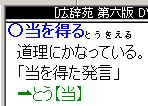 [広辞苑 第六版 D
○当を得るとうをえる
道理にかなっている。
「当を得た発言」
→とう【当】